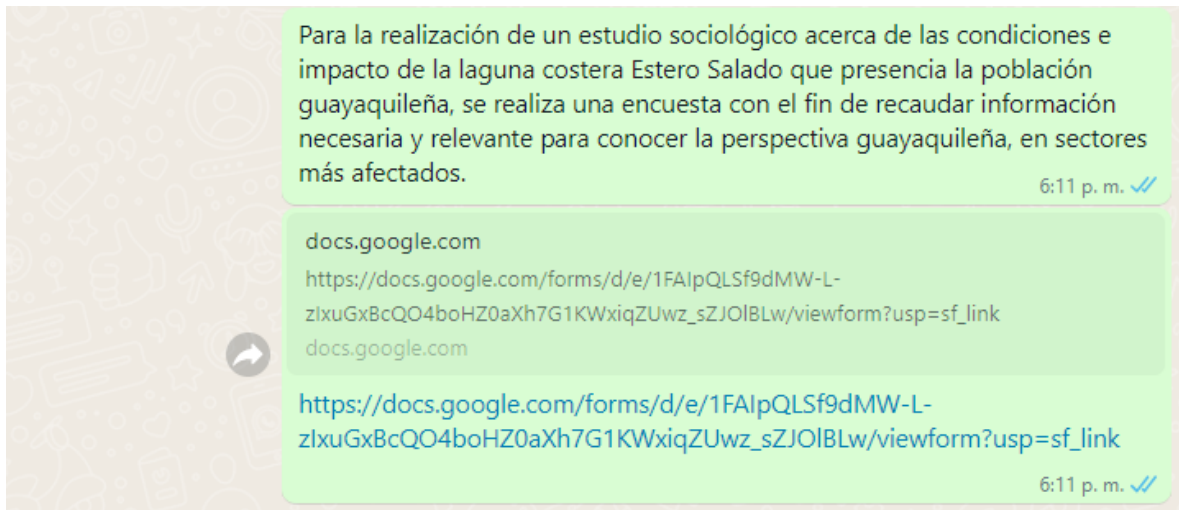 Para la realización de un estudio sociológico acerca de las condiciones e
impacto de la laguna costera Estero Salado que presencia la población
guayaquileña, se realiza una encuesta con el fin de recaudar información
necesaria y relevante para conocer la perspectiva guayaquileña, en sectores
más afectados.
6:11 p. m.
docs.google.com
https://docs.google.com/forms/d/e/1FAIpQLSf9dMW-L-
zIxuGxBcQO4boHZ0aXh7G1KWxiqZUwz_sZJOlBLw/viewform?usp=sf_link
docs.google.com
https://docs.google.com/forms/d/e/1FAIpQLSf9dMW-L-
zIxuGxBcQO4boHZ0aXh7G1KWxiqZUwz_sZJOlBLw/viewform?usp=sf_link
6:11 p. m.